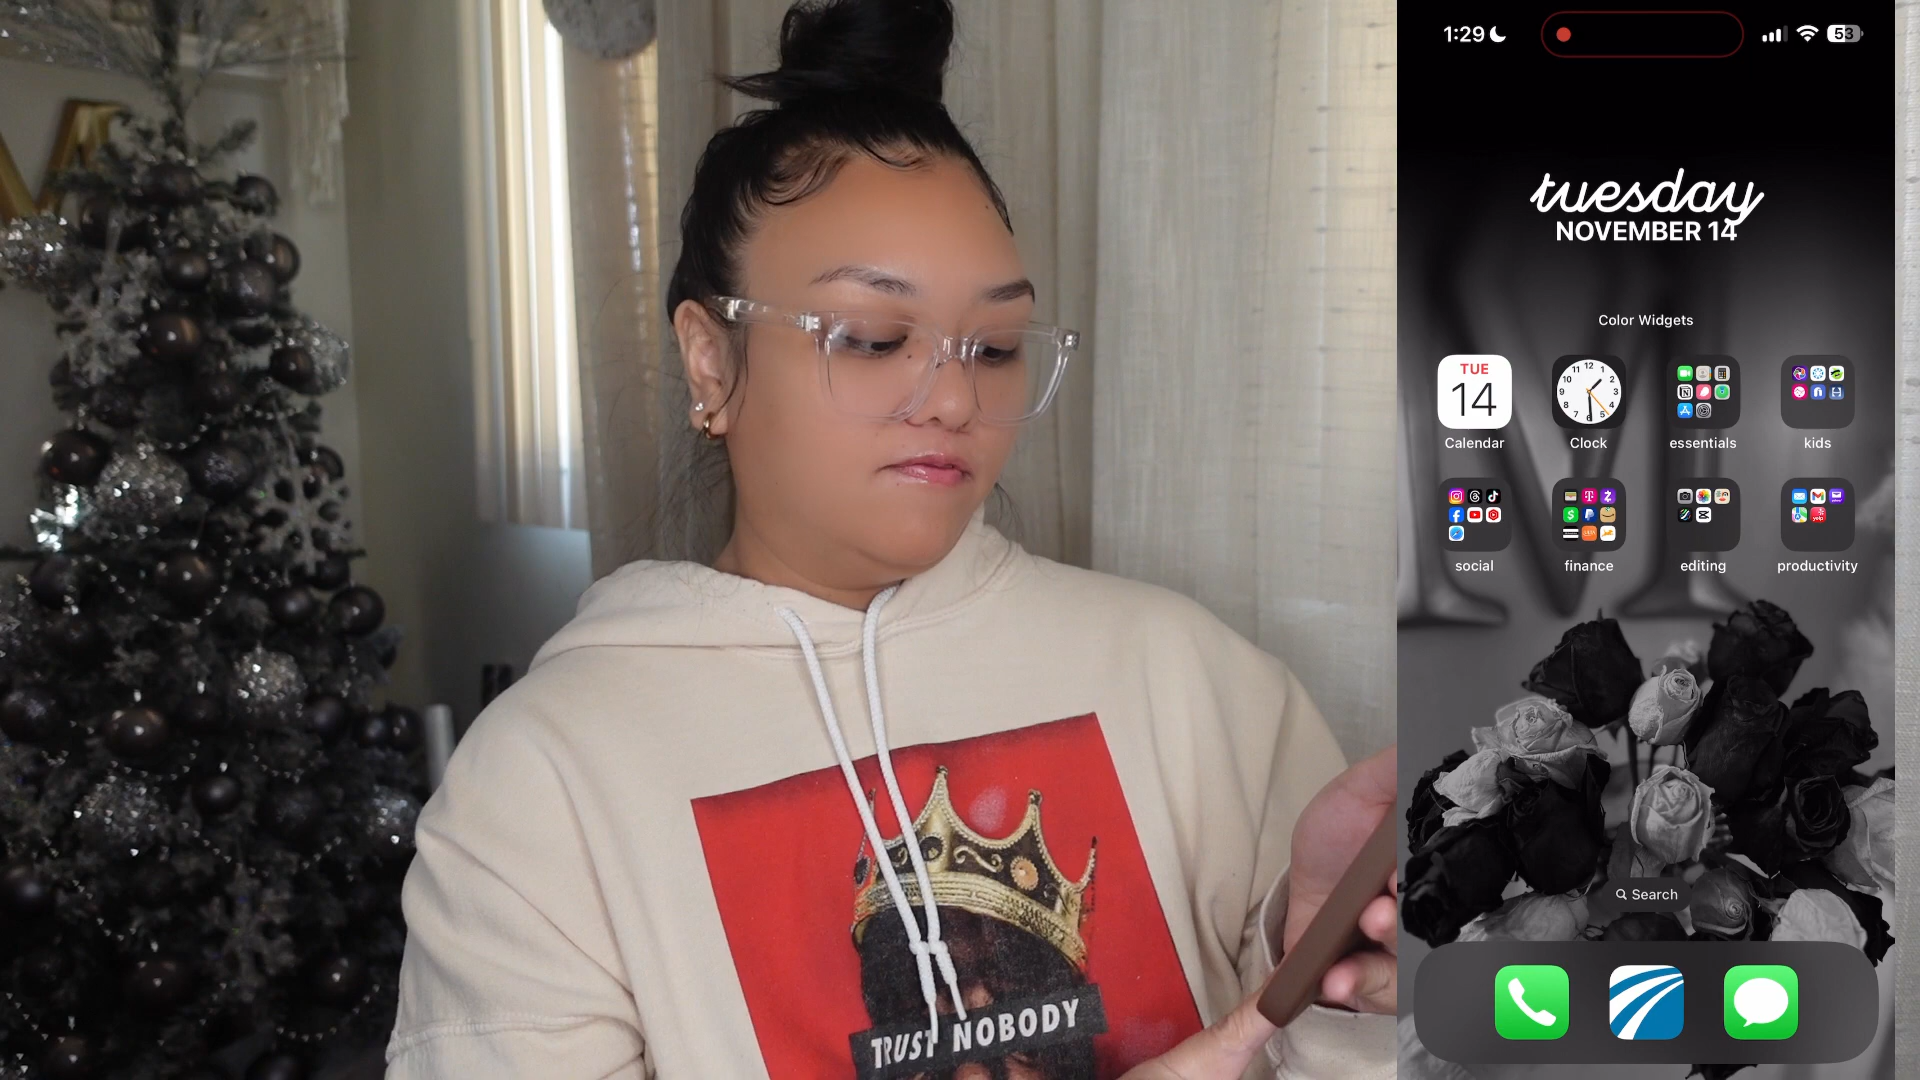 TRUST NOBODY
1:29
53
tuesday
NOVEMBER 14
Color Widgets
TUE
14
Calendar
Clock
essentials
kids
social
finance
editing
productivity
Search